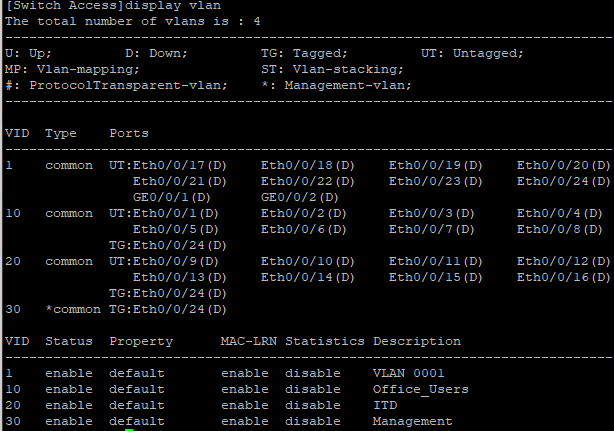 [Switch Access]display vlan
The total number of vlans is : 4
--------------------------------------------------------------------------------
U: Up;         D: Down;         TG: Tagged;         UT: Untagged;
MP: Vlan-mapping;               ST: Vlan-stacking;
#: ProtocolTransparent-vlan;    *: Management-vlan;
--------------------------------------------------------------------------------
VID  Type    Ports
--------------------------------------------------------------------------------
1    common  UT:Eth0/0/17(D)    Eth0/0/18(D)    Eth0/0/19(D)    Eth0/0/20(D)
Eth0/0/21(D)    Eth0/0/22(D)    Eth0/0/23(D)    Eth0/0/24(D)
GE0/0/1(D)      GE0/0/2(D)
10   common  UT:Eth0/0/1(D)     Eth0/0/2(D)     Eth0/0/3(D)     Eth0/0/4(D)
Eth0/0/5(D)     Eth0/0/6(D)     Eth0/0/7(D)     Eth0/0/8(D)
TG:Eth0/0/24(D)
20   common  UT:Eth0/0/9(D)     Eth0/0/10(D)    Eth0/0/11(D)    Eth0/0/12(D)
Eth0/0/13(D)    Eth0/0/14(D)    Eth0/0/15(D)    Eth0/0/16(D)
TG:Eth0/0/24(D)
30   *common TG:Eth0/0/24(D)
VID  Status  Property      MAC-LRN Statistics Description
--------------------------------------------------------------------------------
1    enable  default       enable  disable    VLAN 0001
10   enable  default       enable  disable    Office_Users
20   enable  default       enable  disable    ITD
30   enable  default       enable  disable    Management